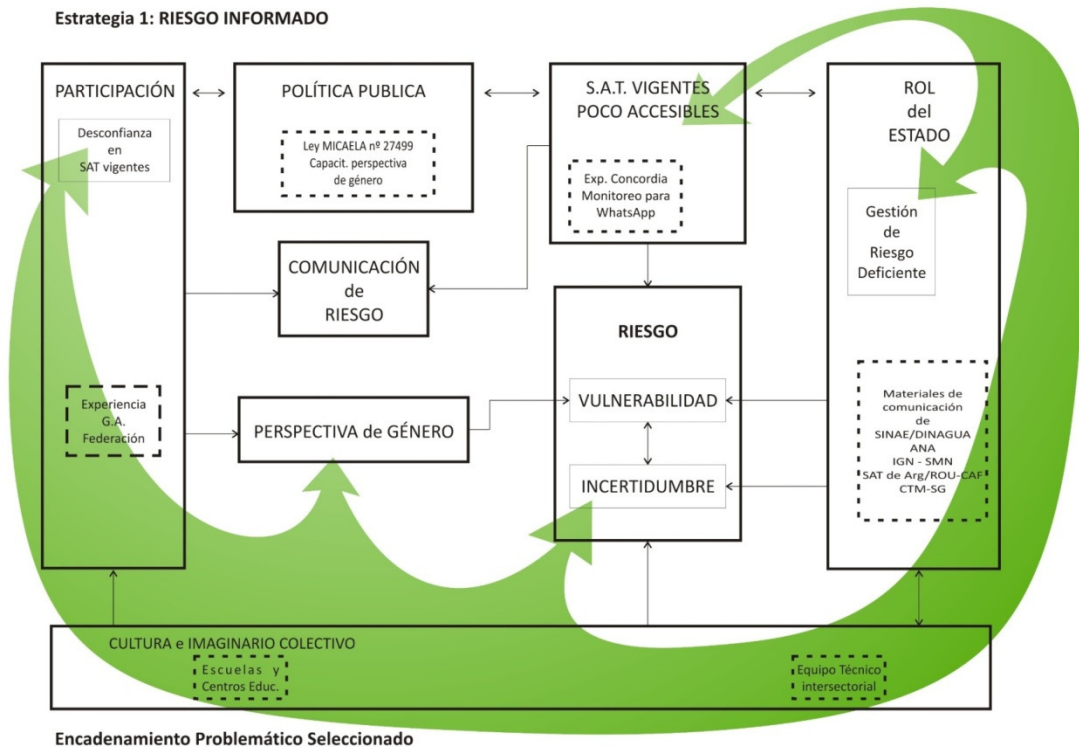 Estrategia 1: RIESGO INFORMADO
PARTICIPACIÓN
Desconfianza
en
SAT vigentes
Experiencia
G.A.
Federación
POLÍTICA PUBLICA
Ley MICAELA nº 27499
Capacit. perspectiva
de género
S.A.T. VIGENTES
POCO ACCESIBLES
Exp. Concordia
Monitoreo para
WhatsApp
ROL
del
ESTADO
Gestión
de
Riesgo
Deficiente
Materiales de
comunicación
de
SINAE/DINAGUA
ANA
IGN - SMN
SAT de Arg/ROU-CAF
CTM-SG
COMUNICACIÓN
de
RIESGO
RIESGO
VULNERABILIDAD
INCERTIDUMBRE
PERSPECTIVA de GÉNERO
CULTURA e IMAGINARIO COLECTIVO
Escuelas y
Centros Educ.
Equipo Técnico
intersectorial
Encadenamiento Problemático Seleccionado